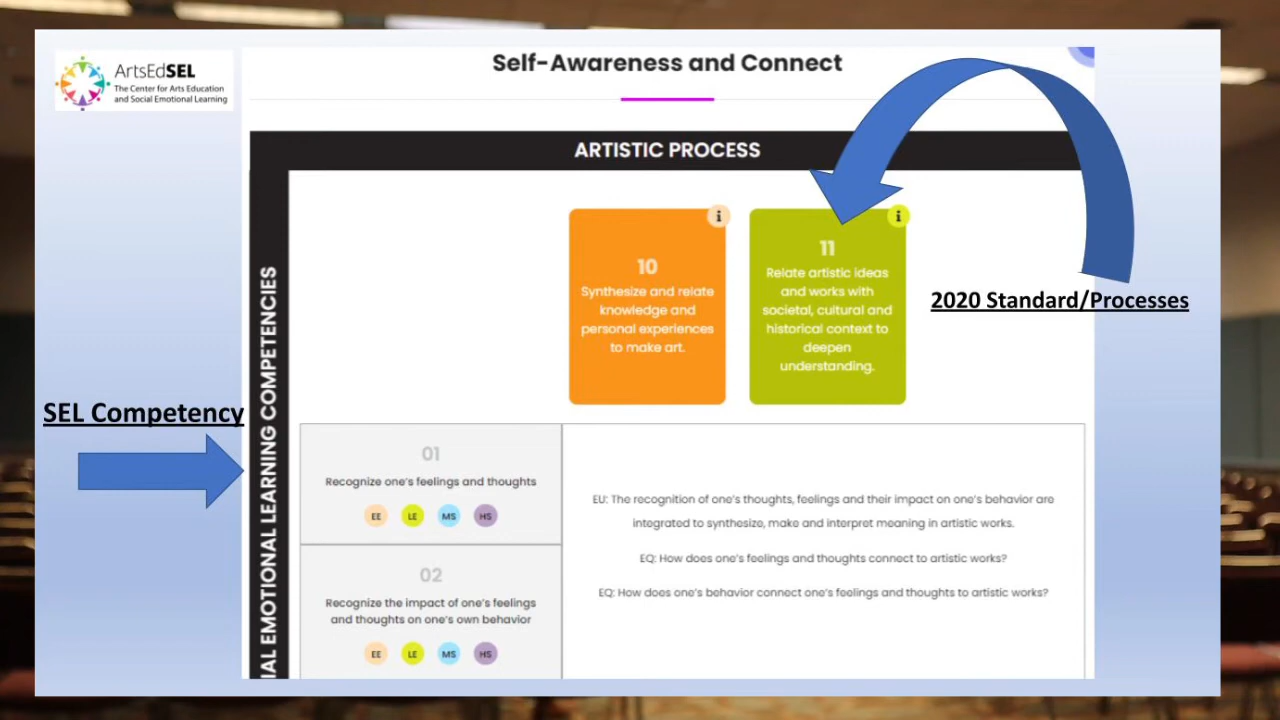 ArtsEdSEL
The Center for Arts Education
and Social Emotional Learning
Self-Awareness and Connect
ARTISTIC PROCESS
10
Synthesize and relate
knowledge and
personal experiences
to make art.
i
11
Relate artistic ideas
and works with
societal, cultural and
historical context to
deepen
understanding.
i
2020 Standard/Processes
SEL Competency
IAL EMOTIONAL LEARNING COMPETENCIES
01
Recognize one's feelings and thoughts
EE LE MS HS
02
Recognize the impact of one's feelings
and thoughts on one's own behavior
EE LE MS HS
EU: The recognition of one's thoughts, feelings and their impact on one's behavior are
integrated to synthesize, make and interpret meaning in artistic works.
EQ: How does one's feelings and thoughts connect to artistic works?
EQ: How does one's behavior connect one's feelings and thoughts to artistic works?